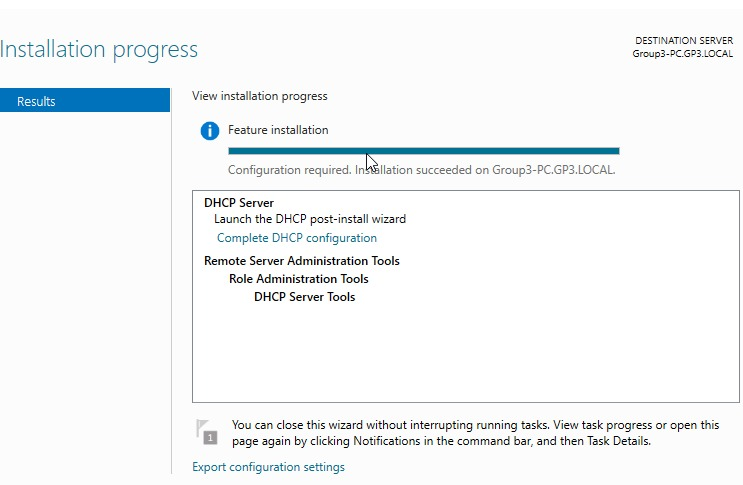 Installation progress
DESTINATION SERVER
Group3-PC.GP3.LOCAL
Results
View installation progress
Feature installation
Configuration required. Installation succeeded on Group3-PC.GP3.LOCAL.
DHCP Server
Launch the DHCP post-install wizard
Complete DHCP configuration
Remote Server Administration Tools
Role Administration Tools
DHCP Server Tools
1
You can close this wizard without interrupting running tasks. View task progress or open this
page again by clicking Notifications in the command bar, and then Task Details.
Export configuration settings